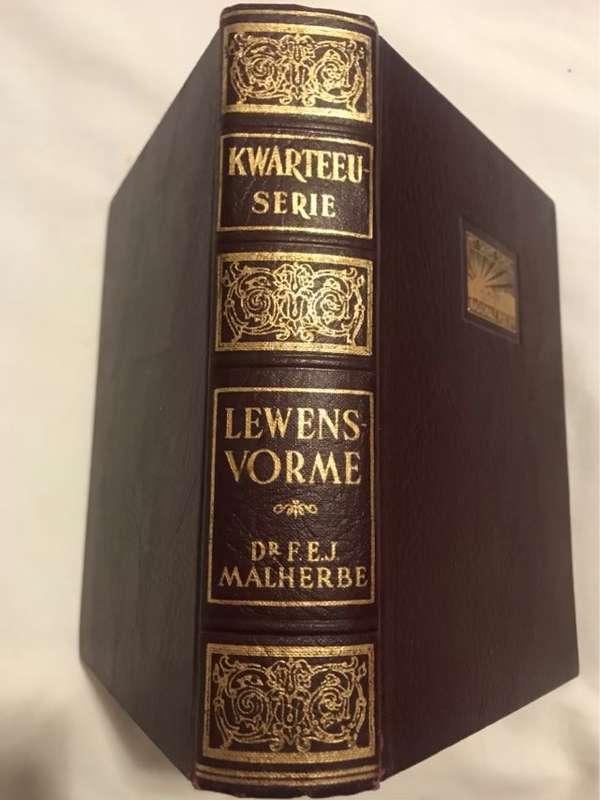 KWARTEEU-
SERIE
LEWENS-
VORME
DR F. E. J.
MALHERBE